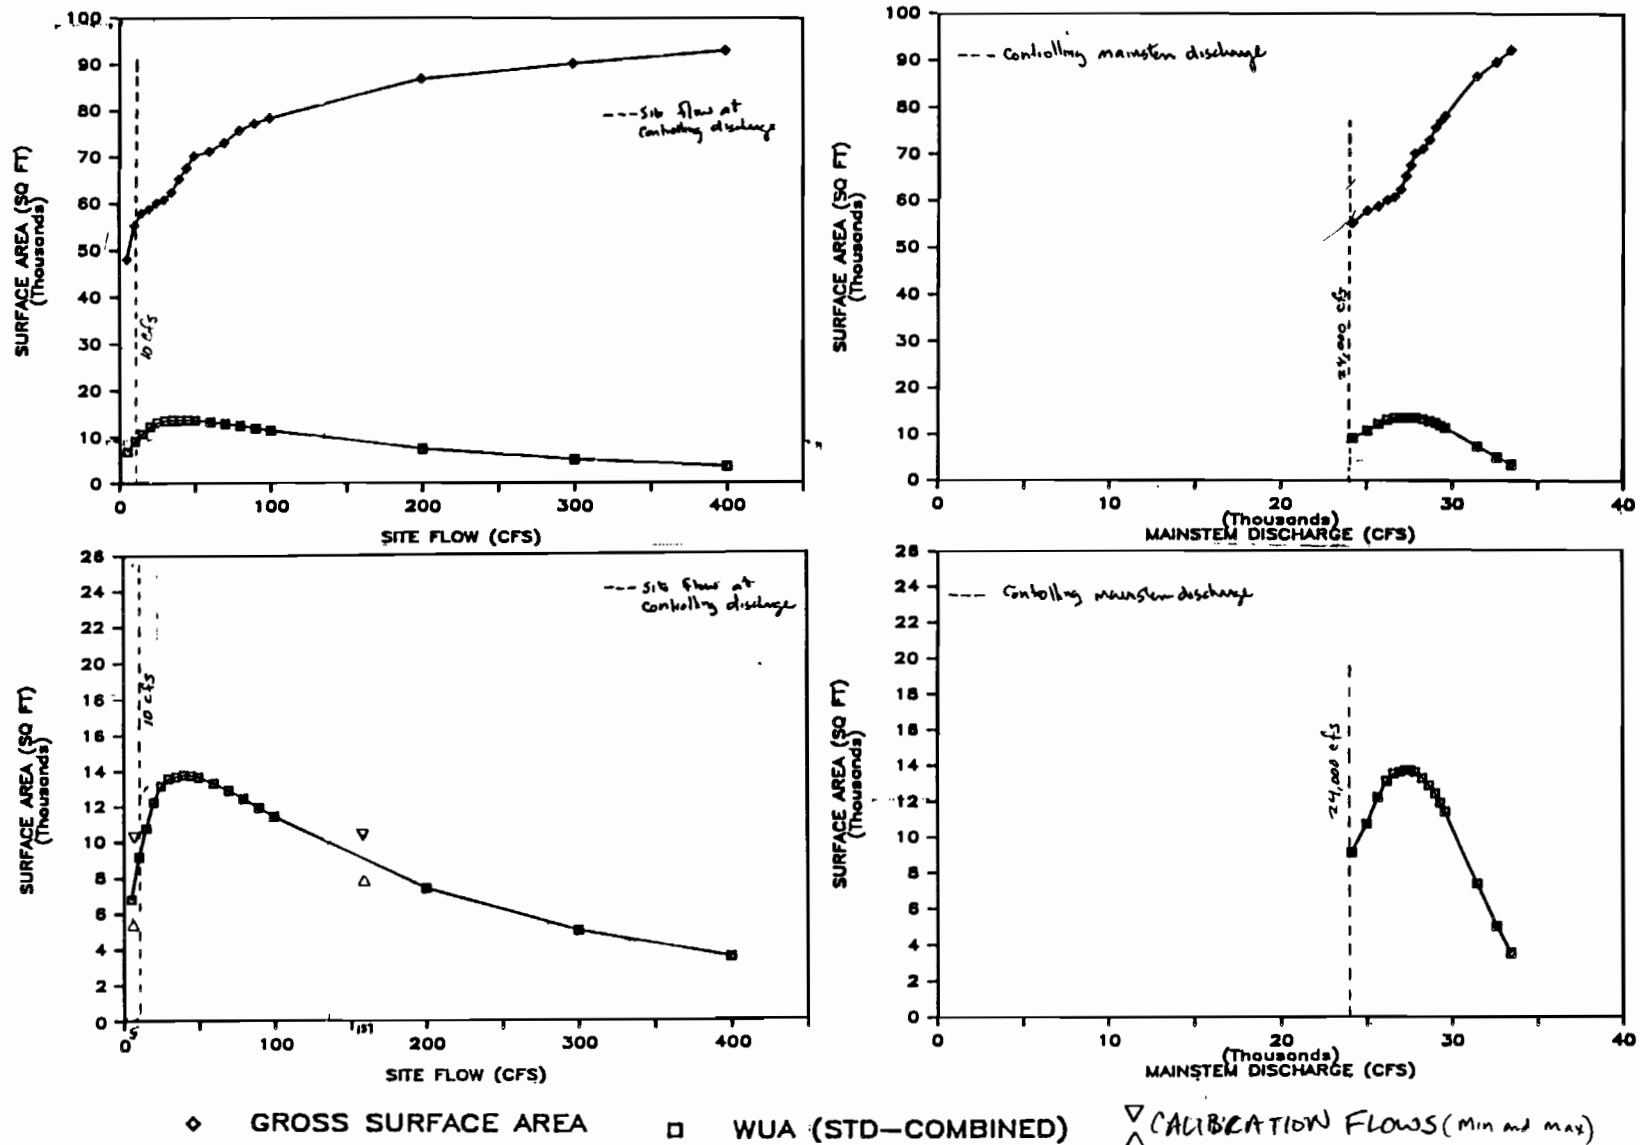 100
90
80
70
60
50
40
30
20
10
0
SURFACE AREA (SQ FT)
(Thousands)
10 cfs
--- Site flow at
controlling discharge
0
100
200
300
400
SITE FLOW (CFS)
100
90
80
70
60
50
40
30
20
10
0
SURFACE AREA (SQ FT)
(Thousands)
--- Controlling mainstem discharge
24,000 cfs
0
10
20
30
40
(Thousands)
MAINSTEM DISCHARGE (CFS)
26
24
22
20
18
16
14
12
10
8
6
4
2
0
SURFACE AREA (SQ FT)
(Thousands)
10 cfs
--- Site flow at
controlling discharge
5
157
0
100
200
300
400
SITE FLOW (CFS)
26
24
22
20
18
16
14
12
10
8
6
4
2
0
SURFACE AREA (SQ FT)
(Thousands)
--- Controlling mainstem discharge
24,000 cfs
0
10
20
30
40
(Thousands)
MAINSTEM DISCHARGE (CFS)
GROSS SURFACE AREA
WUA (STD-COMBINED)
CALIBRATION FLOWS (Min and max)